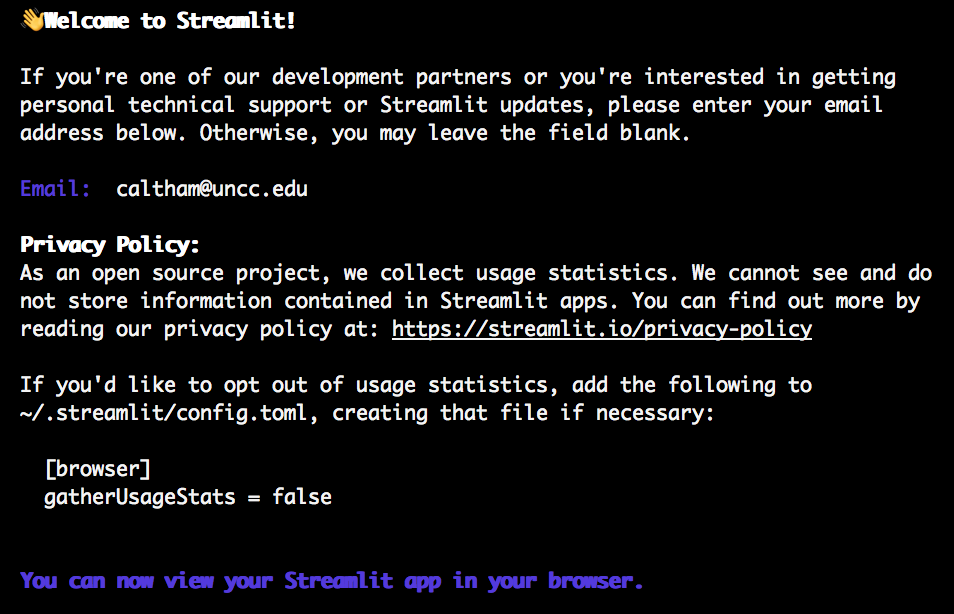 👋Welcome to Streamlit!
If you're one of our development partners or you're interested in getting
personal technical support or Streamlit updates, please enter your email
address below. Otherwise, you may leave the field blank.
Email: caltham@uncc.edu
Privacy Policy:
As an open source project, we collect usage statistics. We cannot see and do
not store information contained in Streamlit apps. You can find out more by
reading our privacy policy at: https://streamlit.io/privacy-policy
If you'd like to opt out of usage statistics, add the following to
~/.streamlit/config.toml, creating that file if necessary:
[browser]
gatherUsageStats = false
You can now view your Streamlit app in your browser.